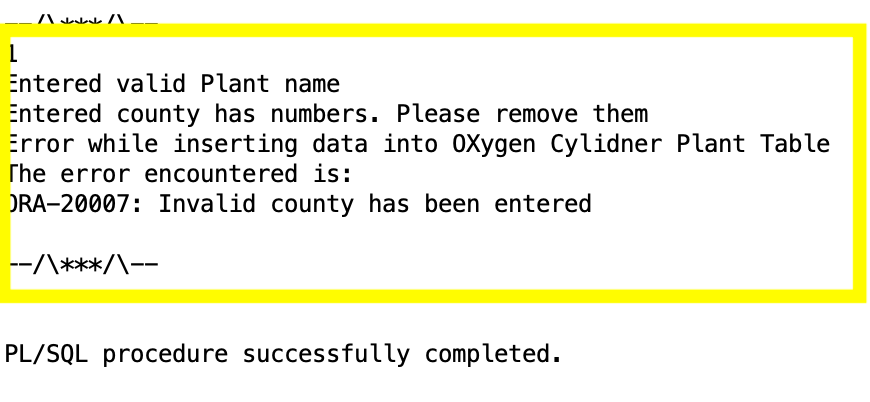 --/\***/\--
1
Entered valid Plant name
Entered county has numbers. Please remove them
Error while inserting data into OXygen Cylidner Plant Table
The error encountered is:
ORA-20007: Invalid county has been entered
--/\***/\--
PL/SQL procedure successfully completed.